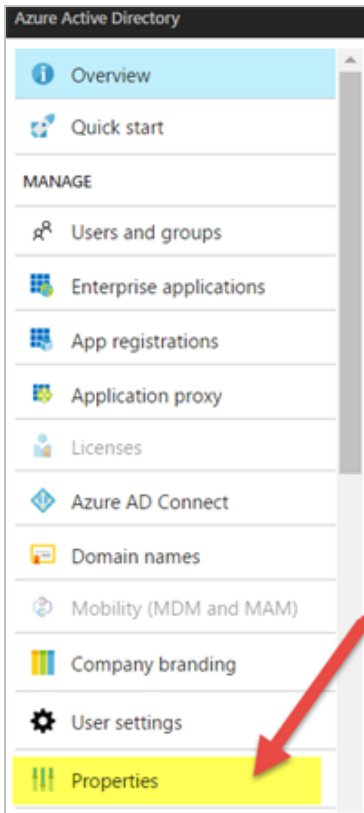 Azure Active Directory
Overview
Quick start
MANAGE
Users and groups
Enterprise applications
App registrations
Application proxy
Licenses
Azure AD Connect
Domain names
Mobility (MDM and MAM)
Company branding
User settings
Properties